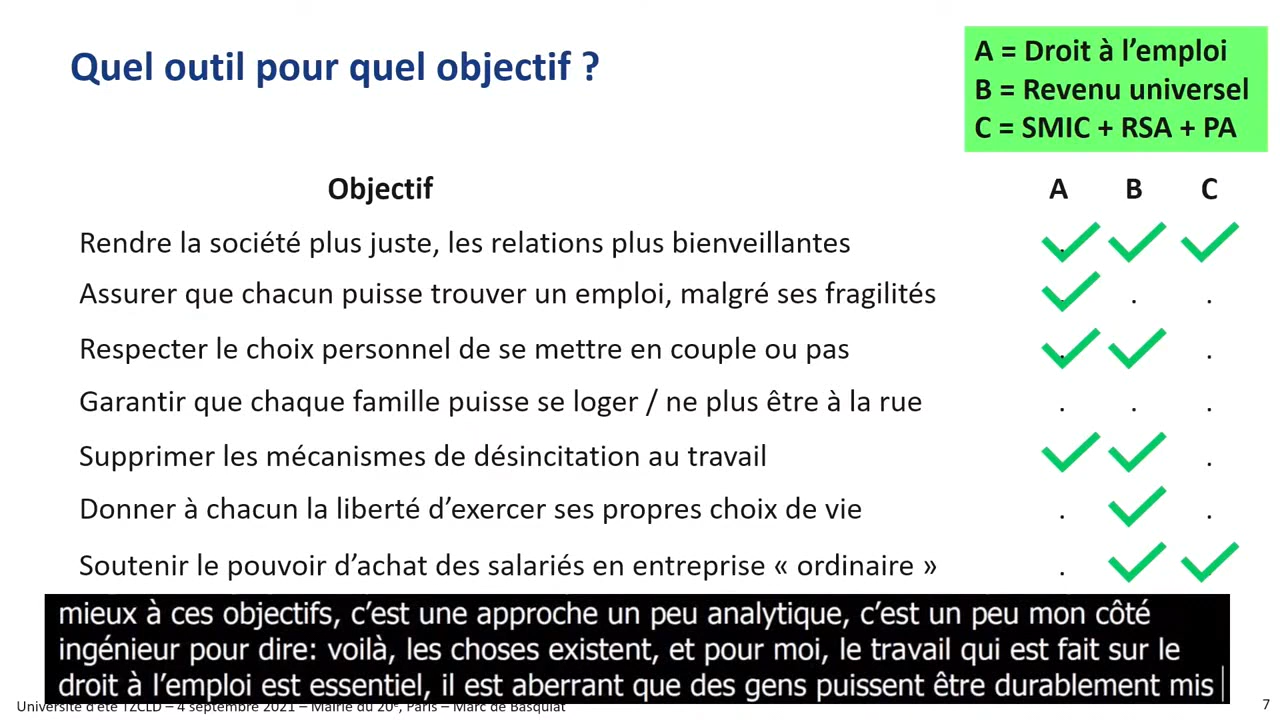 Quel outil pour quel objectif ?
A = Droit à l’emploi
B = Revenu universel
C = SMIC + RSA + PA
Objectif A B C
Rendre la société plus juste, les relations plus bienveillantes
Assurer que chacun puisse trouver un emploi, malgré ses fragilités
Respecter le choix personnel de se mettre en couple ou pas
Garantir que chaque famille puisse se loger / ne plus être à la rue
Supprimer les mécanismes de désincitation au travail
Donner à chacun la liberté d’exercer ses propres choix de vie
Soutenir le pouvoir d’achat des salariés en entreprise « ordinaire »
mieux à ces objectifs, c’est une approche un peu analytique, c’est un peu mon côté
ingénieur pour dire: voilà, les choses existent, et pour moi, le travail qui est fait sur le
droit à l’emploi est essentiel, il est aberrant que des gens puissent être durablement mis
Université d’été TZCLD – 4 septembre 2021 – Mairie du 20e, Paris – Marc de Basquiat 7